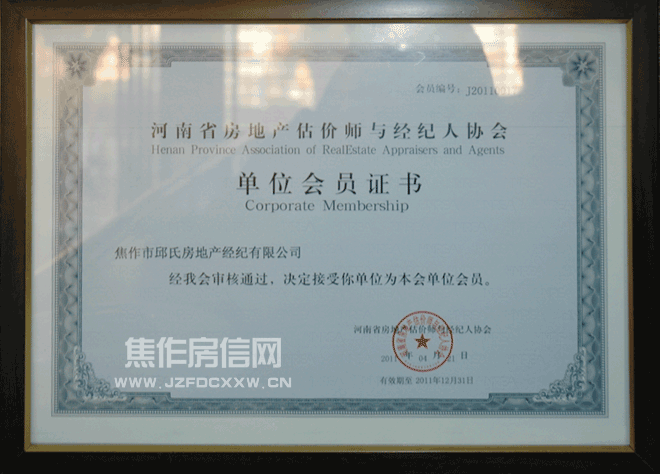 会员编号：J2011
河南省房地产估价师与经纪人协会
Henan Province Association of RealEstate Appraisers and Agents
单位会员证书
Corporate Membership
焦作市邱氏房地产经纪有限公司
经我会审核通过，决定接受你单位为本会单位会员。
河南省房地产估价师与经纪人协会
2011 年 04 月 21 日
有效期至 2011年12月31日
焦作房信网
WWW.JZFDCXXW.CN